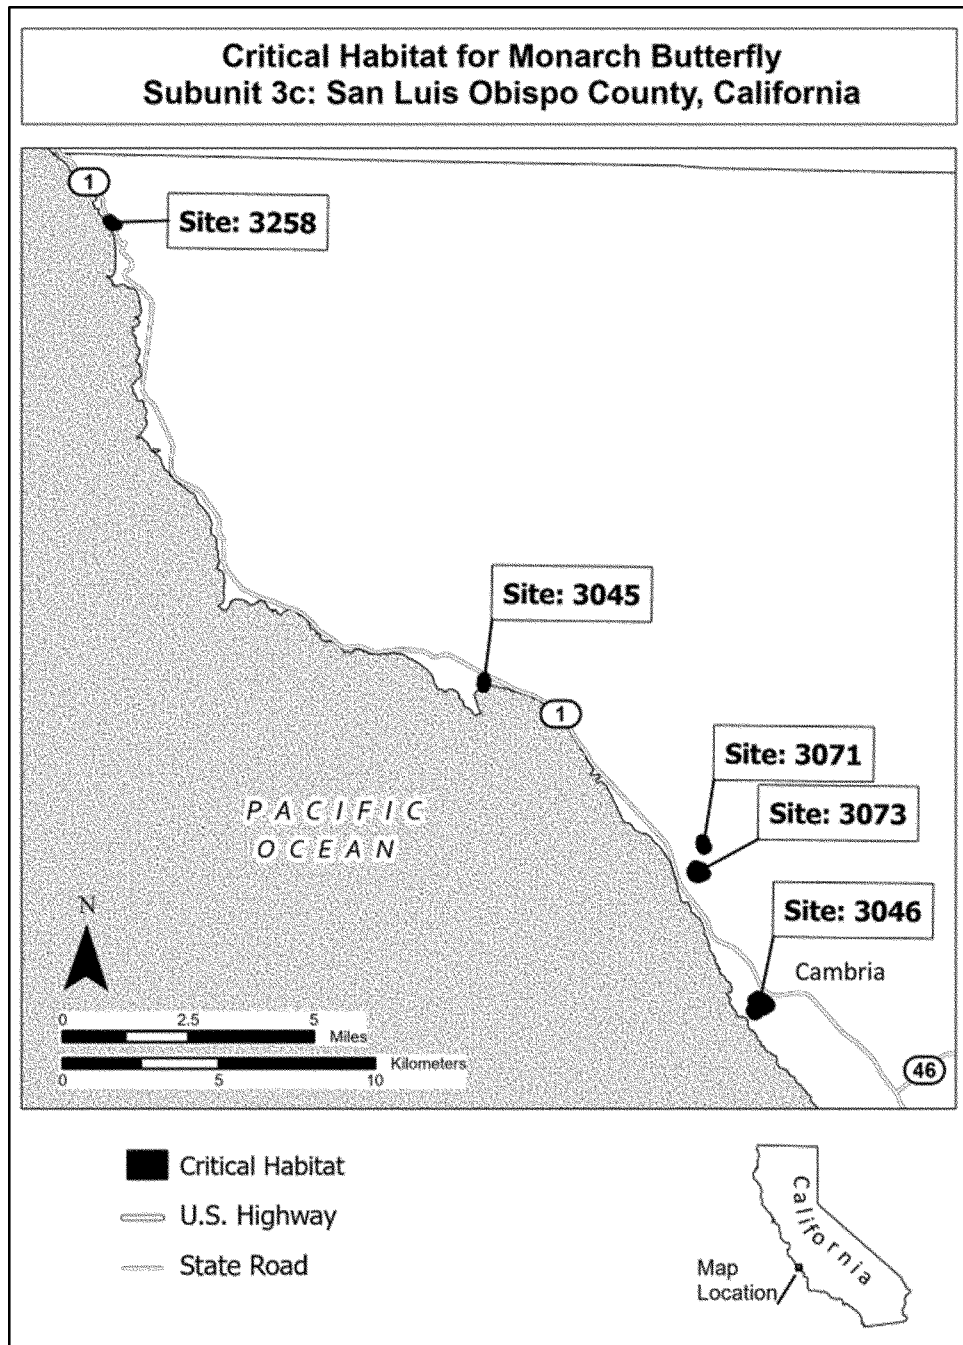 Critical Habitat for Monarch Butterfly
Subunit 3c: San Luis Obispo County, California
1
Site: 3258
Site: 3045
1
Site: 3071
Site: 3073
PACIFIC
OCEAN
Site: 3046
N
Cambria
0 2.5 5
Miles
Kilometers
0 5 10
46
Critical Habitat
U.S. Highway
State Road
California
Map
Location